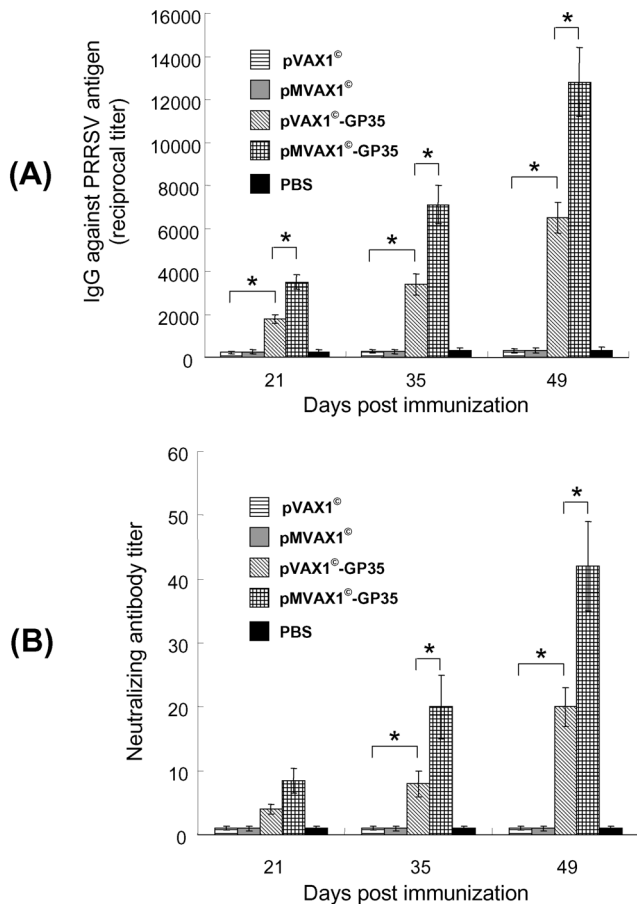 (A)
IgG against PRRSV antigen
(reciprocal titer)
16000
14000
12000
10000
8000
6000
4000
2000
0
pVAX1©
pMVAX1©
pVAX1©-GP35
pMVAX1©-GP35
PBS
* * * * * *
21 35 49
Days post immunization
(B)
Neutralizing antibody titer
60
50
40
30
20
10
0
pVAX1©
pMVAX1©
pVAX1©-GP35
pMVAX1©-GP35
PBS
* * * *
21 35 49
Days post immunization